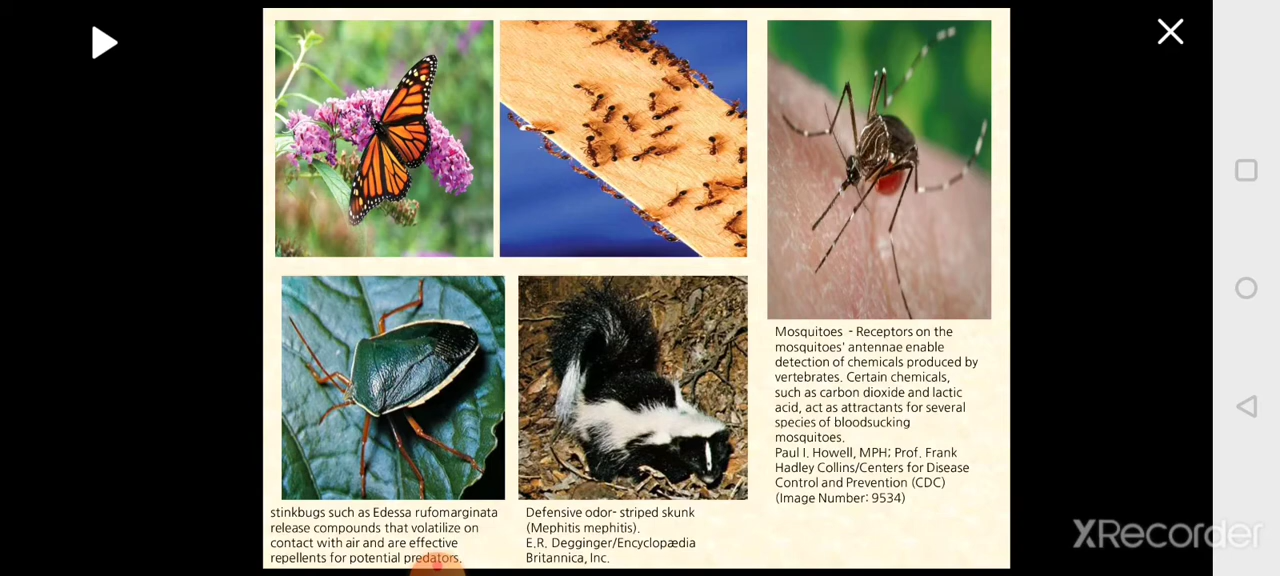 Mosquitoes - Receptors on the
mosquitoes' antennae enable
detection of chemicals produced by
vertebrates. Certain chemicals,
such as carbon dioxide and lactic
acid, act as attractants for several
species of bloodsucking
mosquitoes.
Paul I. Howell, MPH; Prof. Frank
Hadley Collins/Centers for Disease
Control and Prevention (CDC)
(Image Number: 9534)
stinkbugs such as Edessa rufomarginata
release compounds that volatilize on
contact with air and are effective
repellents for potential predators.
Defensive odor- striped skunk
(Mephitis mephitis).
E.R. Degginger/Encyclopædia
Britannica, Inc.
XRecorder